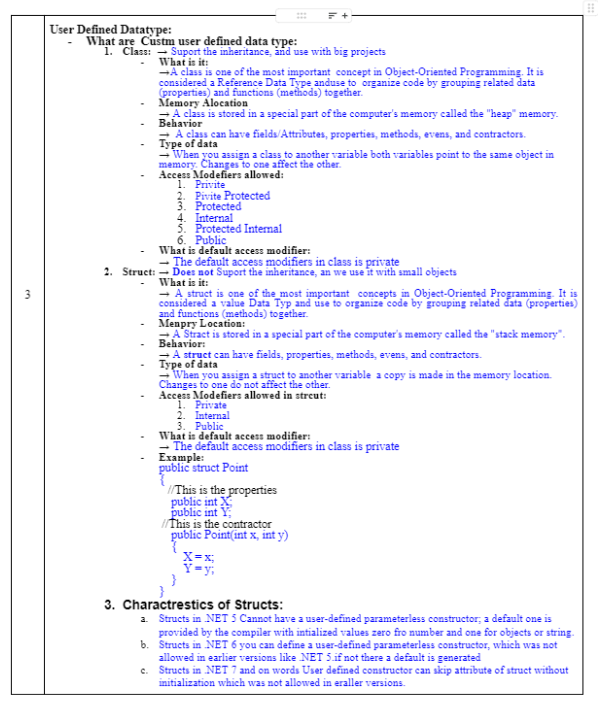 User Defined Datatype:
- What are Custm user defined data type:
1. Class: → Suport the inheritance, and use with big projects
- What is it:
→A class is one of the most important concept in Object-Oriented Programming. It is
considered a Reference Data Type anduse to organize code by grouping related data
(properties) and functions (methods) together.
- Memory Alocation
→ A class is stored in a special part of the computer's memory called the "heap" memory.
- Behavior
→ A class can have fields/Attributes, properties, methods, evens, and contractors.
- Type of data
→ When you assign a class to another variable both variables point to the same object in
memory. Changes to one affect the other.
- Access Modefiers allowed:
1. Privite
2. Pivite Protected
3. Protected
4. Internal
5. Protected Internal
6. Public
- What is default access modifier:
→ The default access modifiers in class is private
2. Struct: → Does not Suport the inheritance, an we use it with small objects
3
- What is it:
→ A struct is one of the most important concepts in Object-Oriented Programming. It is
considered a value Data Typ and use to organize code by grouping related data (properties)
and functions (methods) together.
- Menpry Location:
→ A Stract is stored in a special part of the computer's memory called the "stack memory".
- Behavior:
→ A struct can have fields, properties, methods, evens, and contractors.
- Type of data
→ When you assign a struct to another variable a copy is made in the memory location.
Changes to one do not affect the other.
- Access Modefiers allowed in strcut:
1. Private
2. Internal
3. Public
- What is default access modifier:
→ The default access modifiers in class is private
- Example:
public struct Point
{
//This is the properties
public int X;
public int Y;
//This is the contractor
public Point(int x, int y)
{
X = x;
Y = y;
}
}
3. Charactrestics of Structs:
a. Structs in .NET 5 Cannot have a user-defined parameterless constructor; a default one is
provided by the compiler with intialized values zero fro number and one for objects or string.
b. Structs in .NET 6 you can define a user-defined parameterless constructor, which was not
allowed in earlier versions like .NET 5.if not there a default is generated
c. Structs in .NET 7 and on words User defined constructor can skip attribute of struct without
initialization which was not allowed in eraller versions.